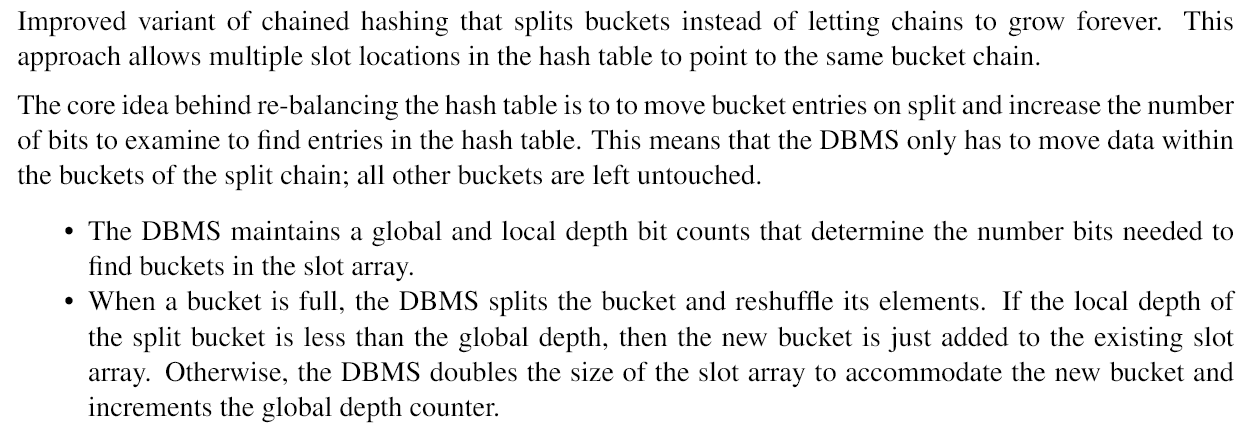 Improved variant of chained hashing that splits buckets instead of letting chains to grow forever. This
approach allows multiple slot locations in the hash table to point to the same bucket chain.
The core idea behind re-balancing the hash table is to to move bucket entries on split and increase the number
of bits to examine to find entries in the hash table. This means that the DBMS only has to move data within
the buckets of the split chain; all other buckets are left untouched.
• The DBMS maintains a global and local depth bit counts that determine the number bits needed to
find buckets in the slot array.
• When a bucket is full, the DBMS splits the bucket and reshuffle its elements. If the local depth of
the split bucket is less than the global depth, then the new bucket is just added to the existing slot
array. Otherwise, the DBMS doubles the size of the slot array to accommodate the new bucket and
increments the global depth counter.